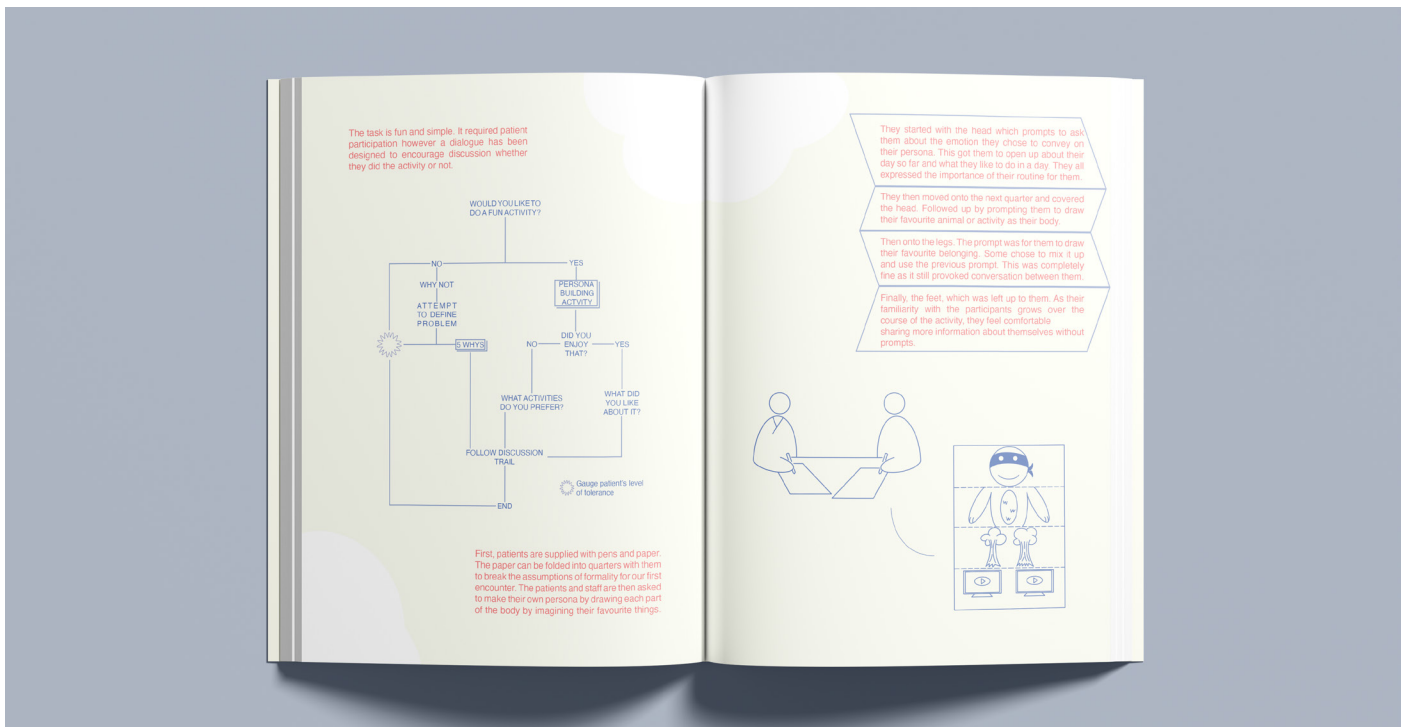 The task is fun and simple. It required patient
participation however a dialogue has been
designed to encourage discussion whether
they did the activity or not.
WOULD YOU LIKETO
DO A FUN ACTIVITY?
NO
YES
WHY NOT
PERSONA
BUILDING
ACTVITY
ATTEMPT
TO DEFINE
PROBLEM
5 WHYS
DID YOU
ENJOY
THAT?
NO
YES
WHAT ACTIVITIES
DO YOU PREFER?
WHAT DID
YOU LIKE
ABOUT IT?
FOLLOW DISCUSSION
TRAIL
Gauge patient's level
of tolerance
END
First, patients are supplied with pens and paper.
The paper can be folded into quarters with them
to break the assumptions of formality for our first
encounter. The patients and staff are then asked
to make their own persona by drawing each part
of the body by imagining their favourite things.
They started with the head which prompts to ask
them about the emotion they chose to convey on
their persona. This got them to open up about their
day so far and what they like to do in a day. They all
expressed the importance of their routine for them.
They then moved onto the next quarter and covered
the head. Followed up by prompting them to draw
their favourite animal or activity as their body.
Then onto the legs. The prompt was for them to draw
their favourite belonging. Some chose to mix it up
and use the previous prompt. This was completely
fine as it still provoked conversation between them.
Finally, the feet, which was left up to them. As their
familiarity with the participants grows over the
course of the activity, they feel comfortable
sharing more information about themselves without
prompts.